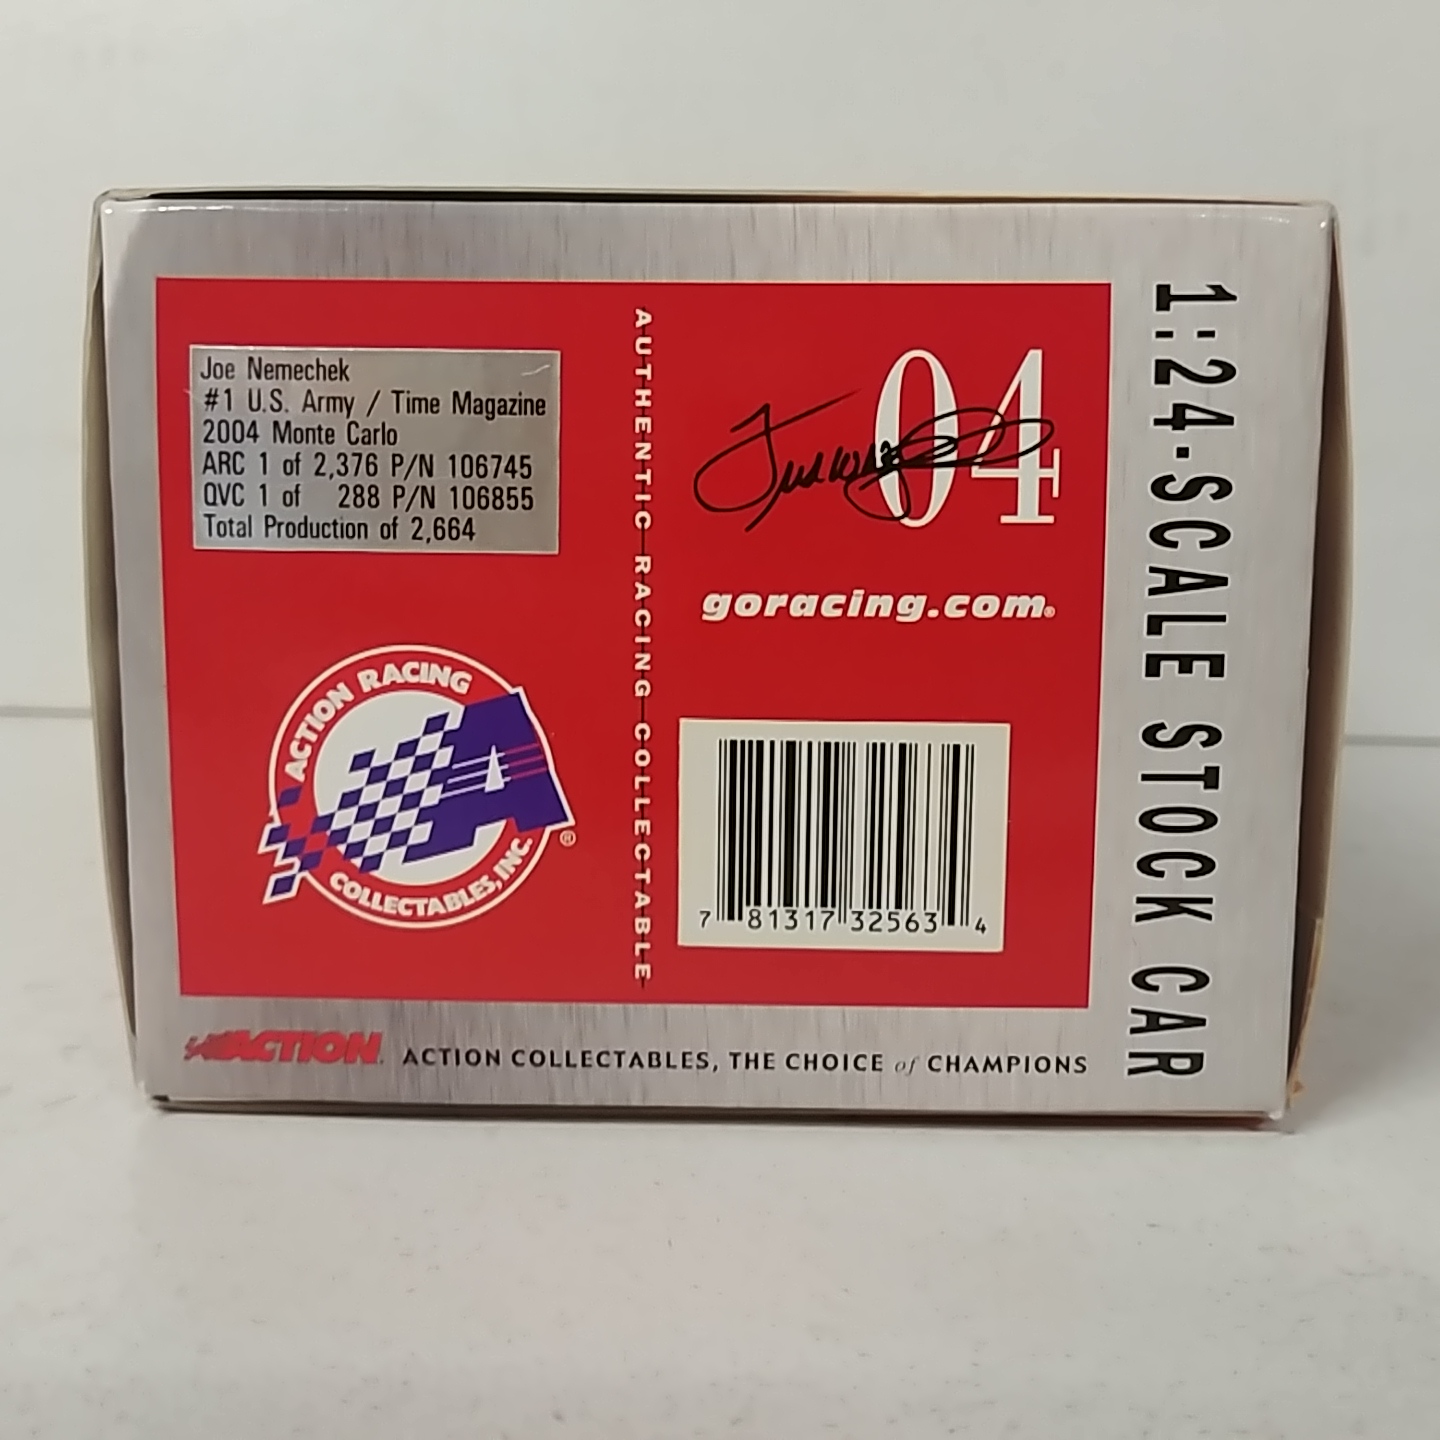 Joe Nemechek
#1 U.S. Army / Time Magazine
2004 Monte Carlo
ARC 1 of 2,376 P/N 106745
QVC 1 of 288 P/N 106855
Total Production of 2,664
AUTHENTIC RACING COLLECTABLE
04
goracing.com®
ACTION RACING
COLLECTABLES, INC.
®
7 81317 32563 4
1:24-SCALE STOCK CAR
ACTION
ACTION COLLECTABLES, THE CHOICE of CHAMPIONS